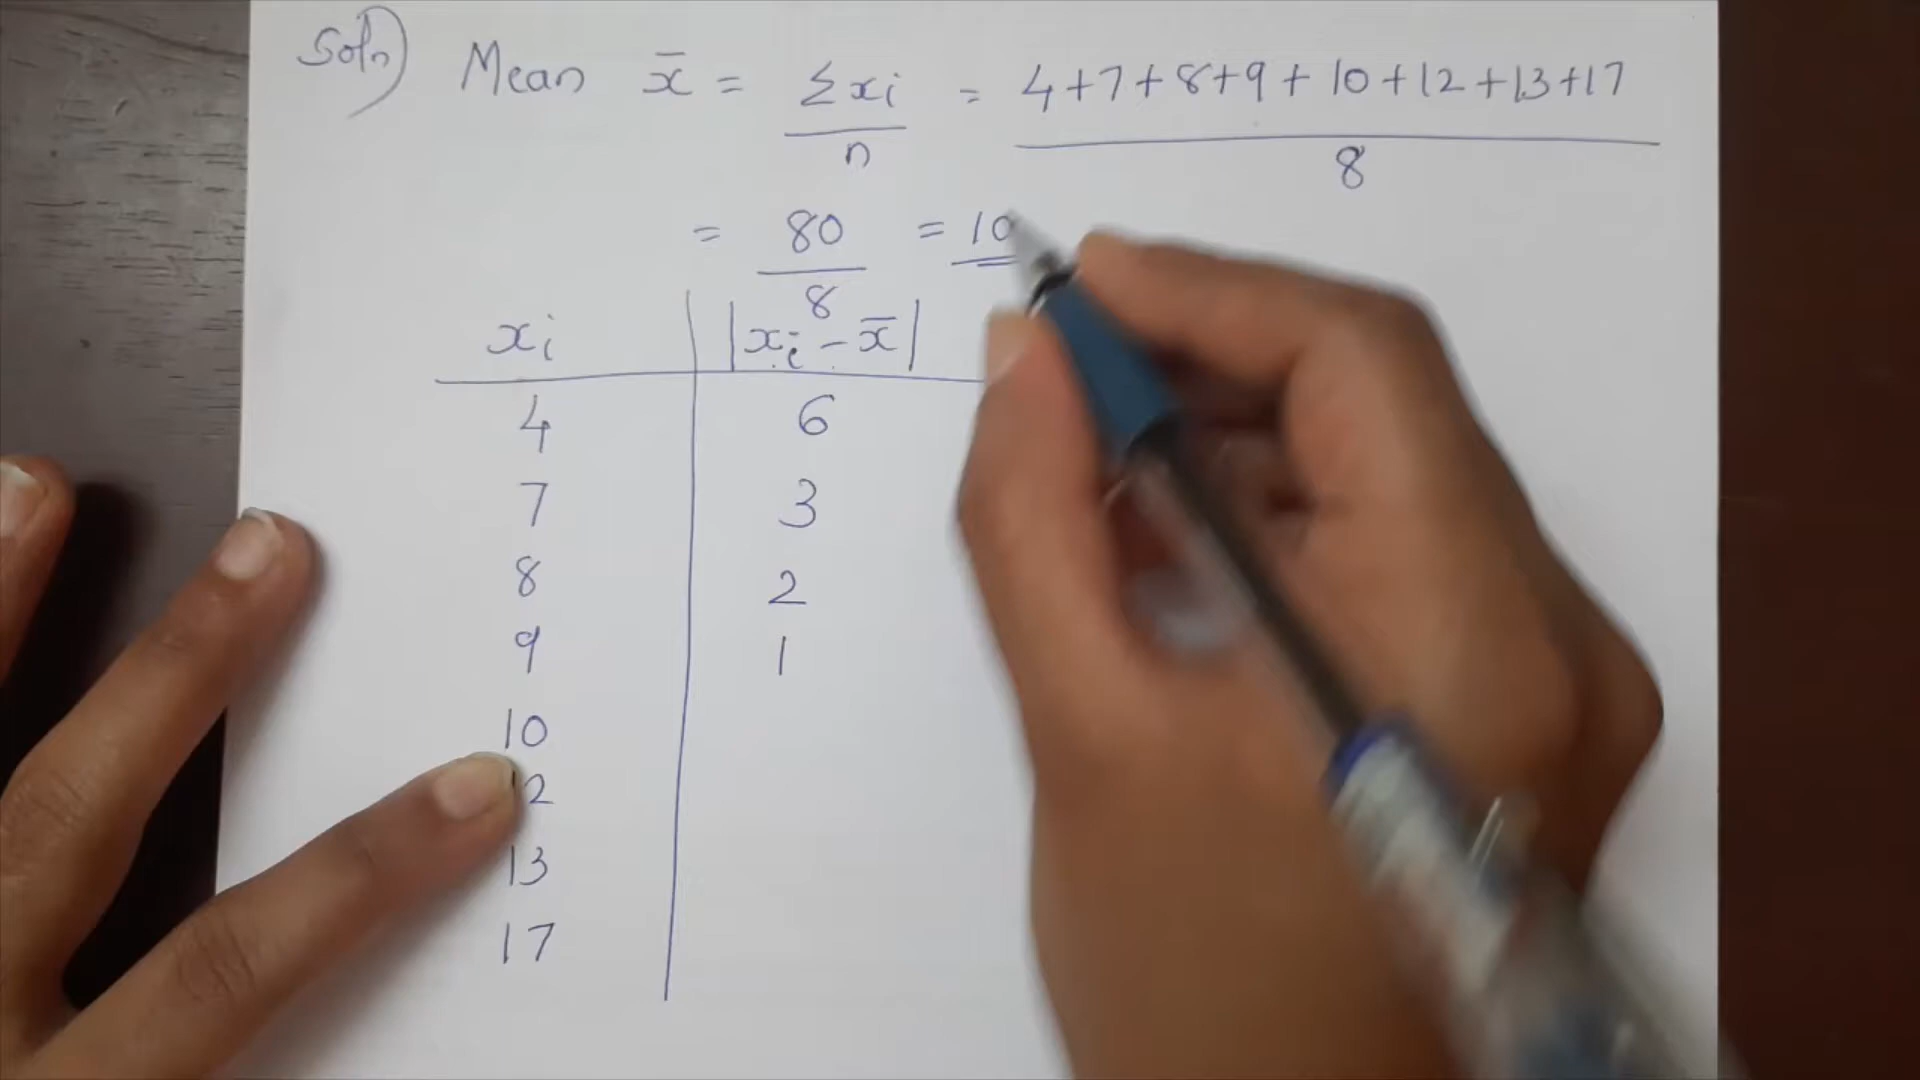 Soln) Mean x̄ = Σxi / n = 4+7+8+9+10+12+13+17 / 8
= 80 / 8 = 10
xi |xi - x̄|
4 6
7 3
8 2
9 1
10
12
13
17